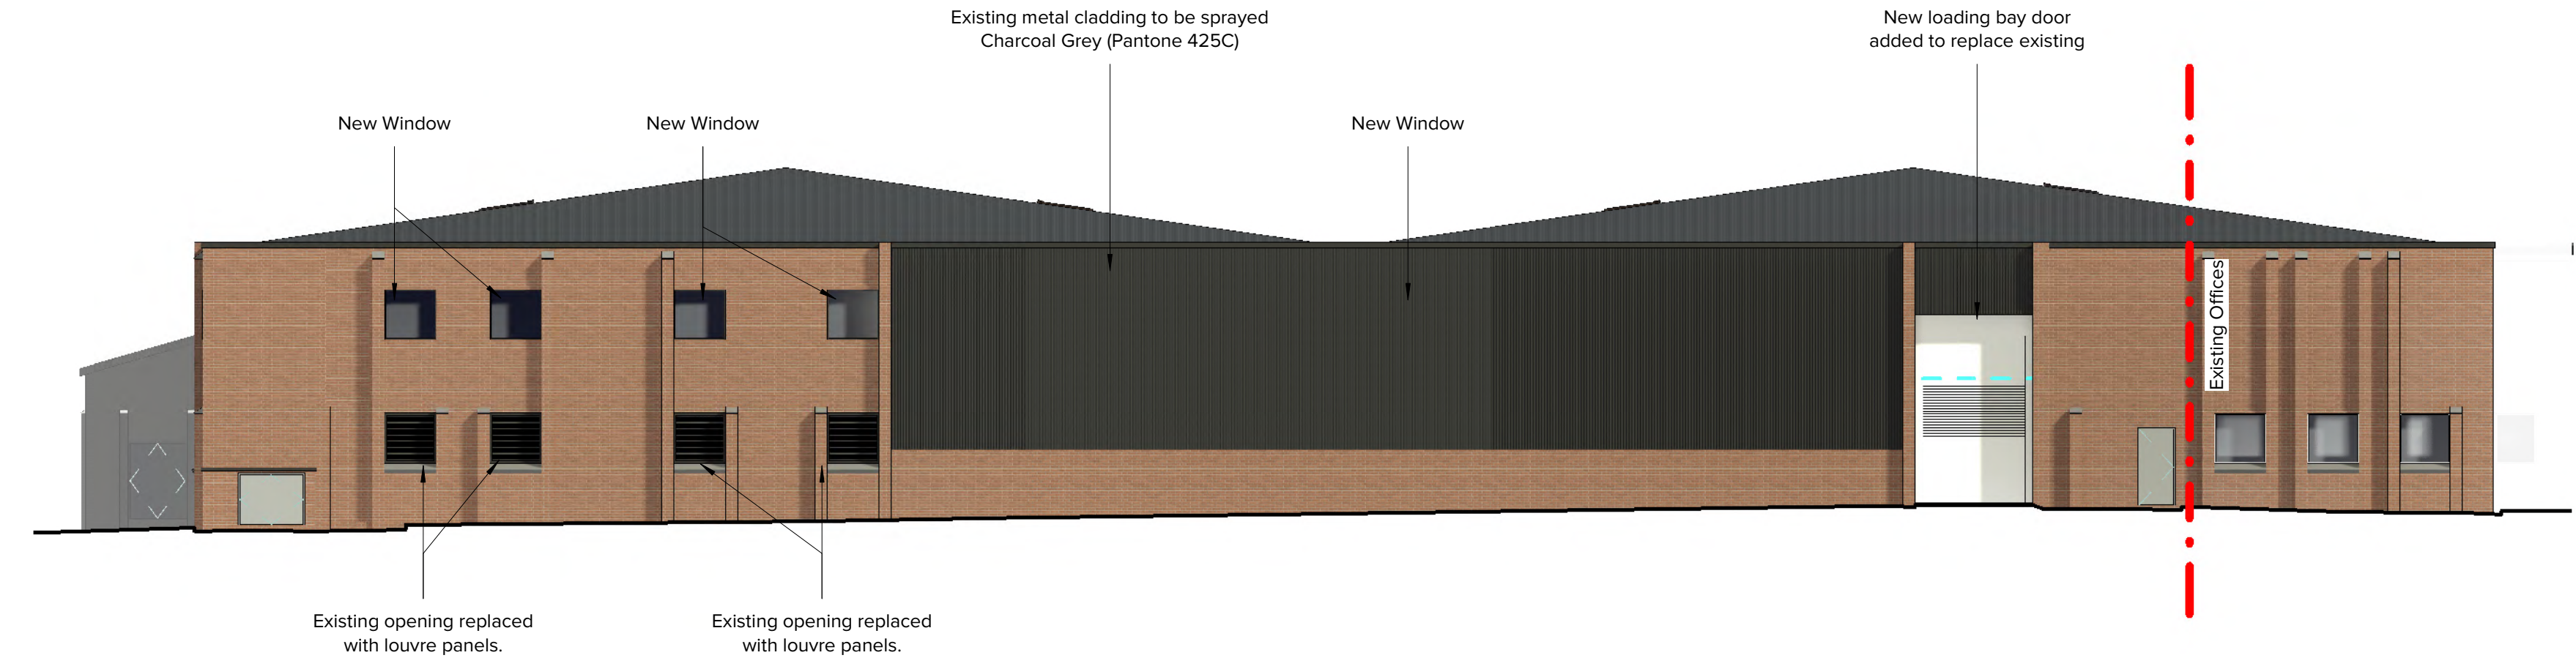 Existing metal cladding to be sprayed
Charcoal Grey (Pantone 425C)
New loading bay door
added to replace existing
New Window
New Window
New Window
Existing Offices
Existing opening replaced
with louvre panels.
Existing opening replaced
with louvre panels.